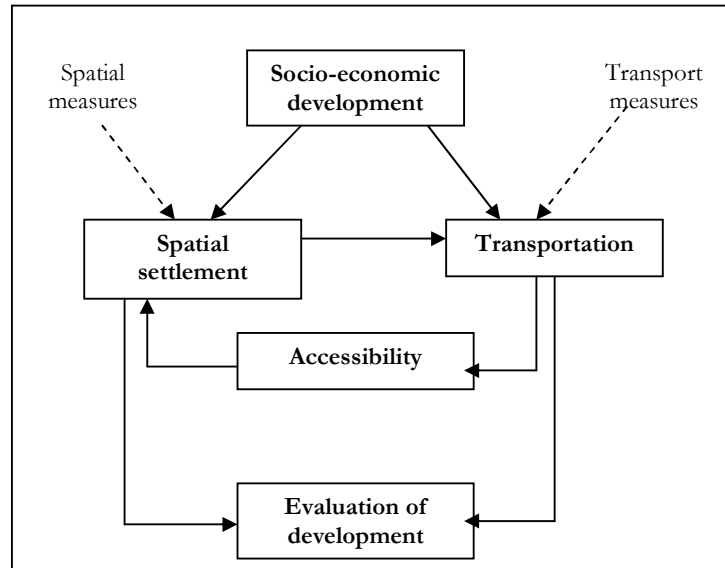 Spatial
measures
Socio-economic
development
Transport
measures
Spatial
settlement
Transportation
Accessibility
Evaluation of
development